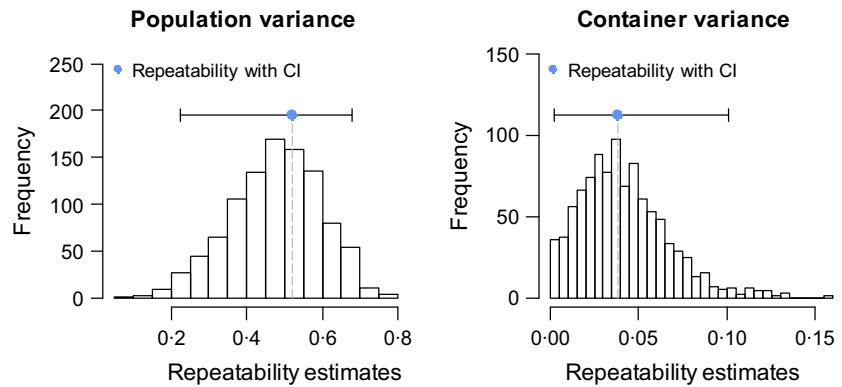 Population variance
250
200
150
100
50
0
Frequency
Repeatability with CI
0·2 0·4 0·6 0·8
Repeatability estimates
Container variance
150
100
50
0
Frequency
Repeatability with CI
0·00 0·05 0·10 0·15
Repeatability estimates